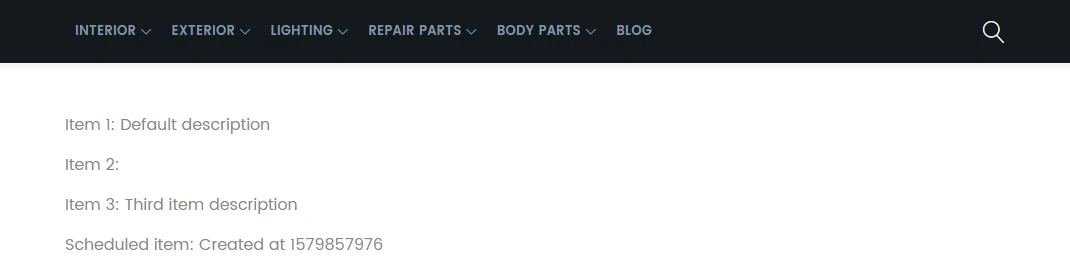 INTERIOR EXTERIOR LIGHTING REPAIR PARTS BODY PARTS BLOG
Item 1: Default description
Item 2:
Item 3: Third item description
Scheduled item: Created at 1579857976